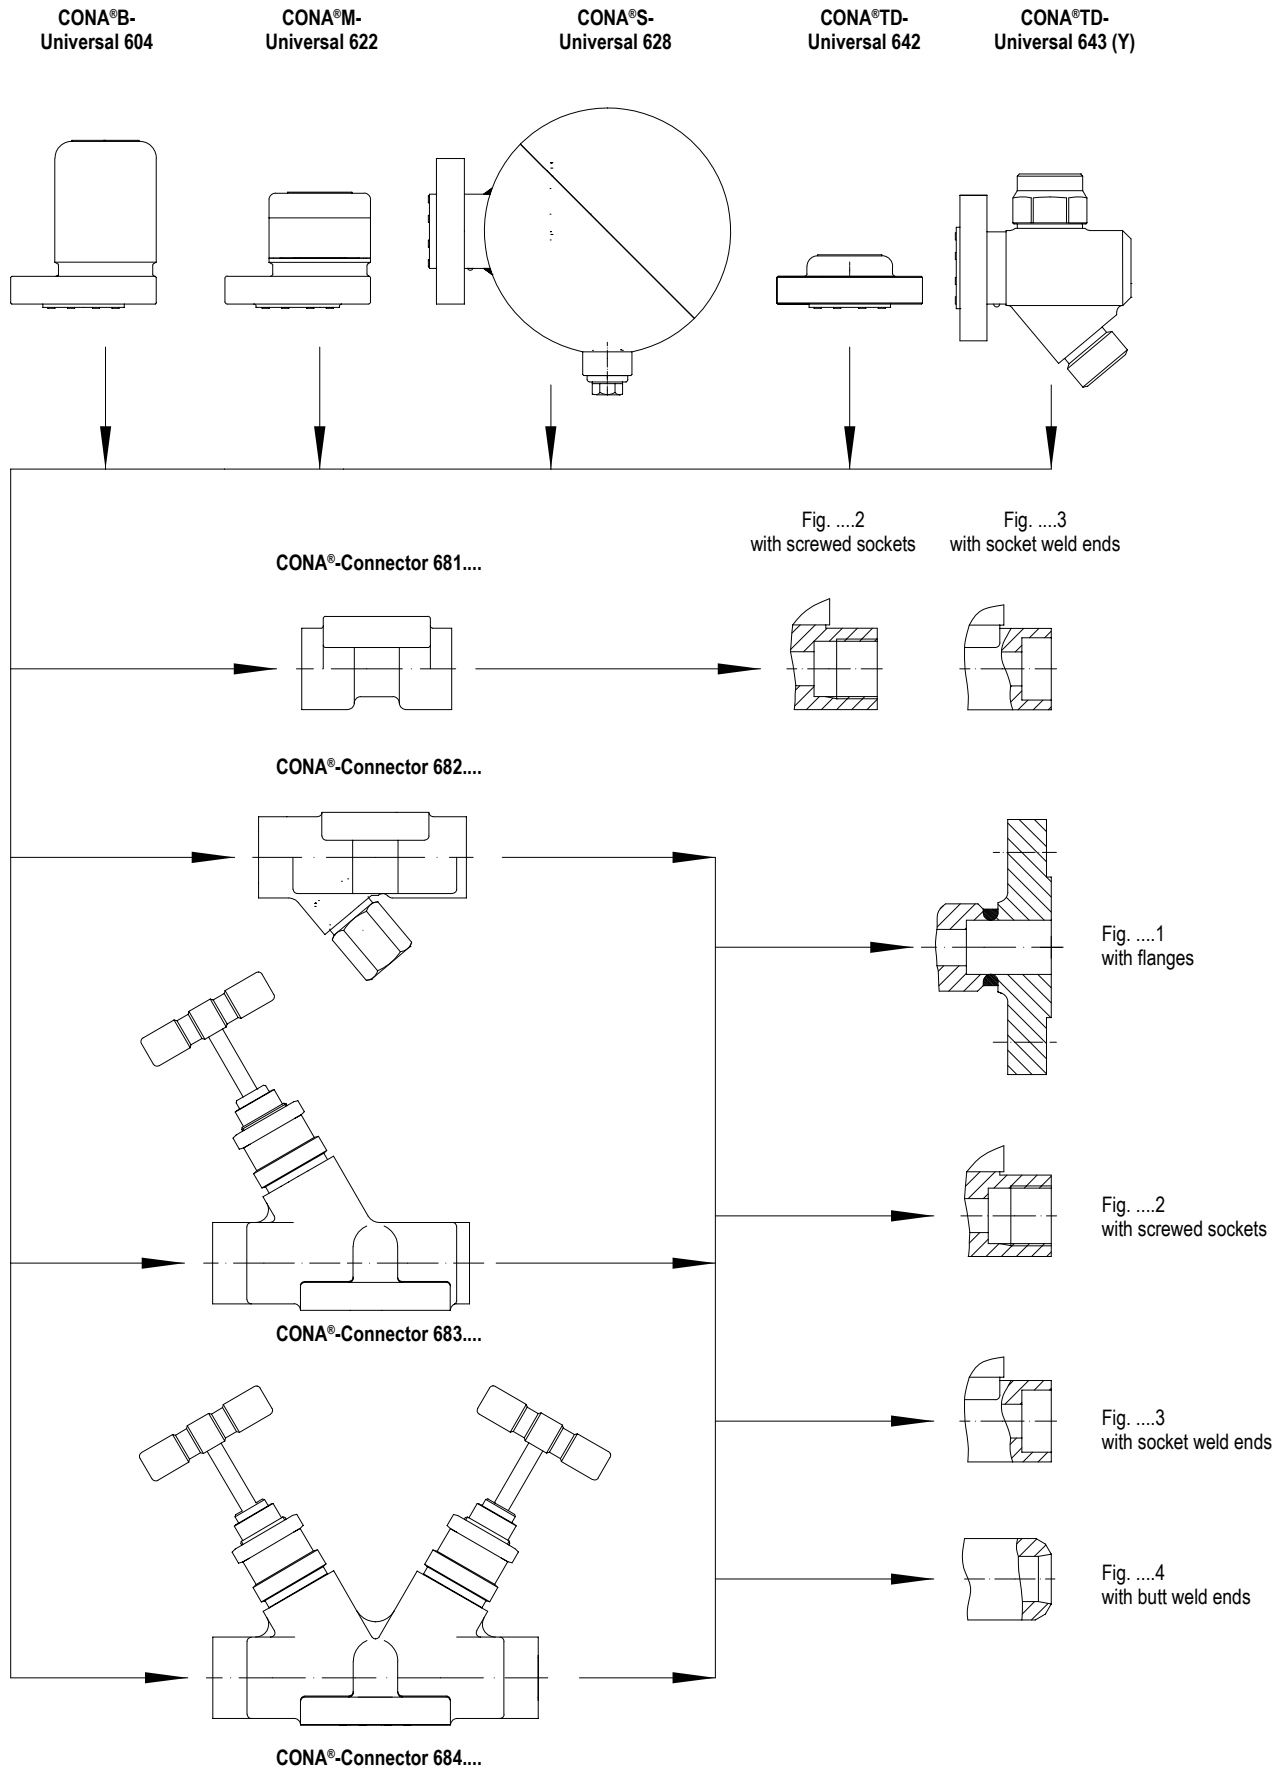 CONA®B-
Universal 604
CONA®M-
Universal 622
CONA®S-
Universal 628
CONA®TD-
Universal 642
CONA®TD-
Universal 643 (Y)
Fig. ....2
with screwed sockets
Fig. ....3
with socket weld ends
CONA®-Connector 681....
CONA®-Connector 682....
Fig. ....1
with flanges
Fig. ....2
with screwed sockets
CONA®-Connector 683....
Fig. ....3
with socket weld ends
Fig. ....4
with butt weld ends
CONA®-Connector 684....